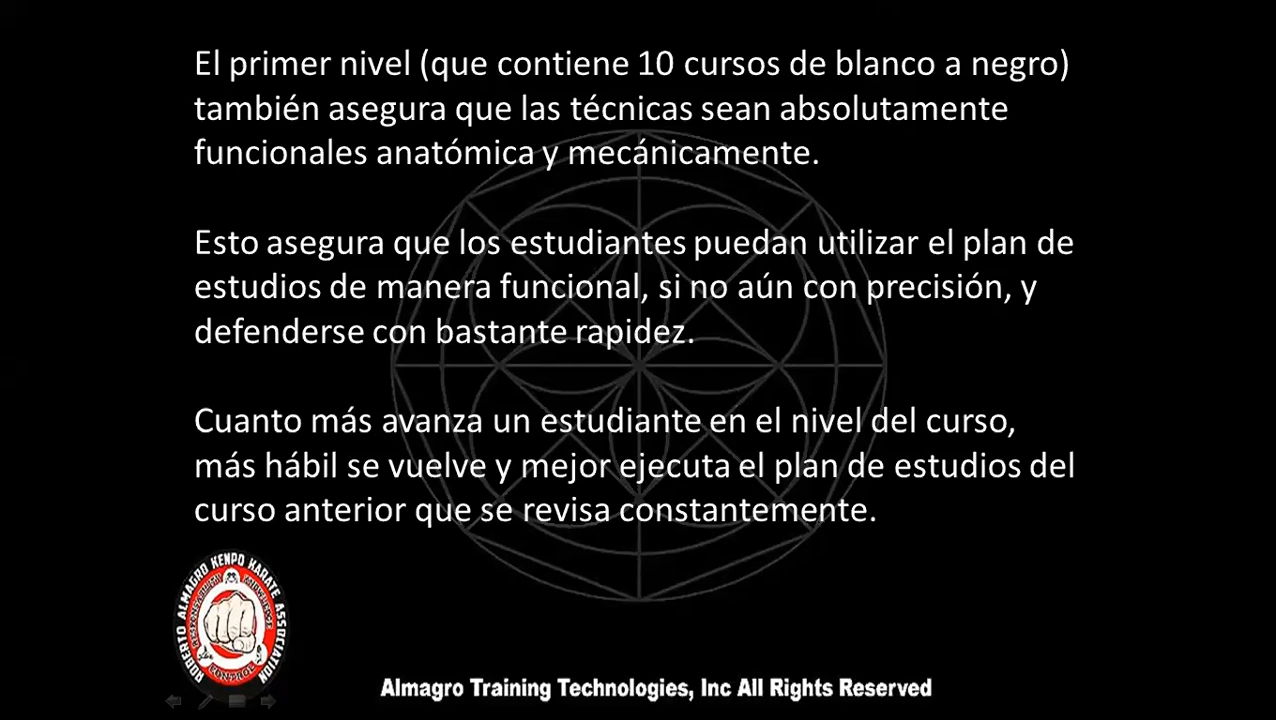 El primer nivel (que contiene 10 cursos de blanco a negro)
también asegura que las técnicas sean absolutamente
funcionales anatómica y mecánicamente.
Esto asegura que los estudiantes puedan utilizar el plan de
estudios de manera funcional, si no aún con precisión, y
defenderse con bastante rapidez.
Cuanto más avanza un estudiante en el nivel del curso,
más hábil se vuelve y mejor ejecuta el plan de estudios del
curso anterior que se revisa constantemente.
ROBERTO ALMAGRO KENPO KARATE ASSOCIATION
RESPONSABILITY KNOWLEDGE
CONTROL
Almagro Training Technologies, Inc All Rights Reserved